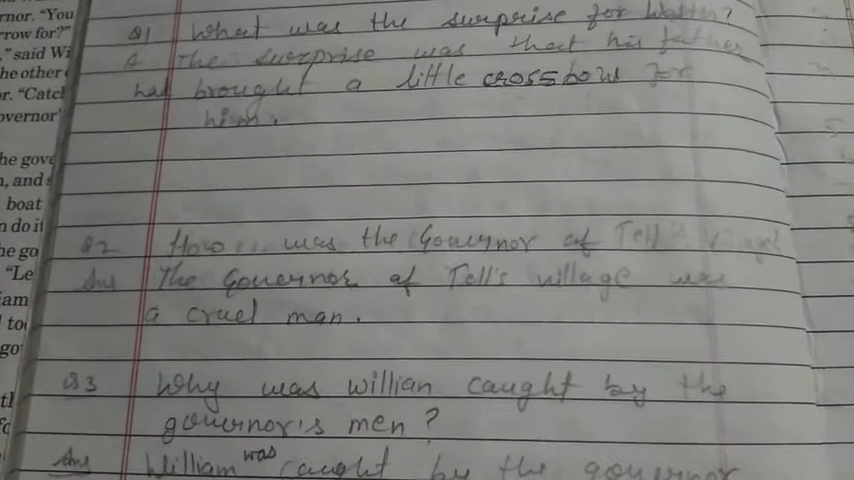 rnor. "You
rrow for?"
," said Wi
he other
r. "Catch
overnor'
he gove
n, and s
boat
n do it
he go
"Le
iam
to
go
Q1 What was the surprise for Walter?
A The surprise was that his father
had brought a little crossbow for
him.
Q2 How was the Governor of Tell's
Ans The Governor of Tell's village was
a cruel man.
Q3 Why was Willian caught by the
governor's men?
Ans William was caught by the governor